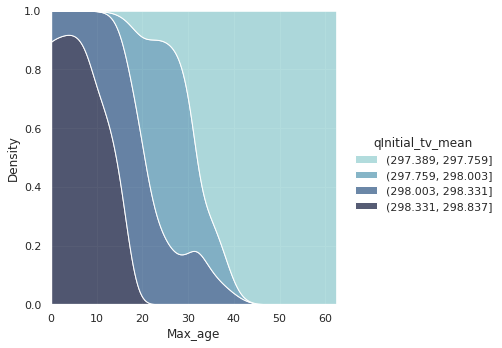 1.0
0.8
0.6
0.4
0.2
0.0
Density
0 10 20 30 40 50 60
Max_age
qInitial_tv_mean
(297.389, 297.759]
(297.759, 298.003]
(298.003, 298.331]
(298.331, 298.837]